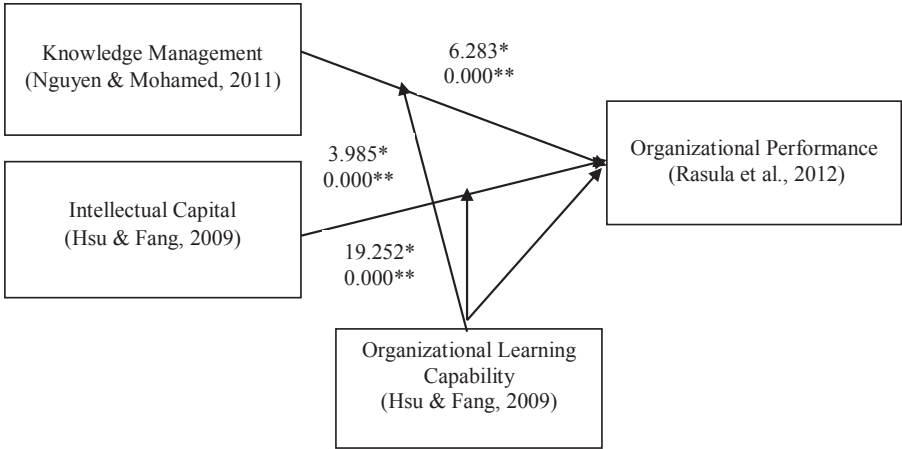 Knowledge Management
(Nguyen & Mohamed, 2011)
6.283*
0.000**
Organizational Performance
(Rasula et al., 2012)
3.985*
0.000**
Intellectual Capital
(Hsu & Fang, 2009)
19.252*
0.000**
Organizational Learning
Capability
(Hsu & Fang, 2009)